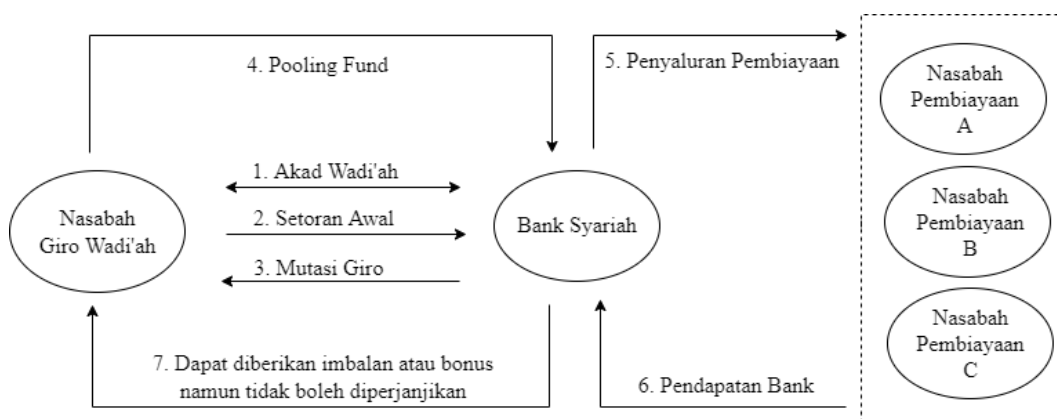 4. Pooling Fund
5. Penyaluran Pembiayaan
Nasabah
Pembiayaan
A
1. Akad Wadi'ah
Nasabah
Giro Wadi'ah
2. Setoran Awal
Bank Syariah
Nasabah
Pembiayaan
B
3. Mutasi Giro
Nasabah
Pembiayaan
C
7. Dapat diberikan imbalan atau bonus
namun tidak boleh diperjanjikan
6. Pendapatan Bank